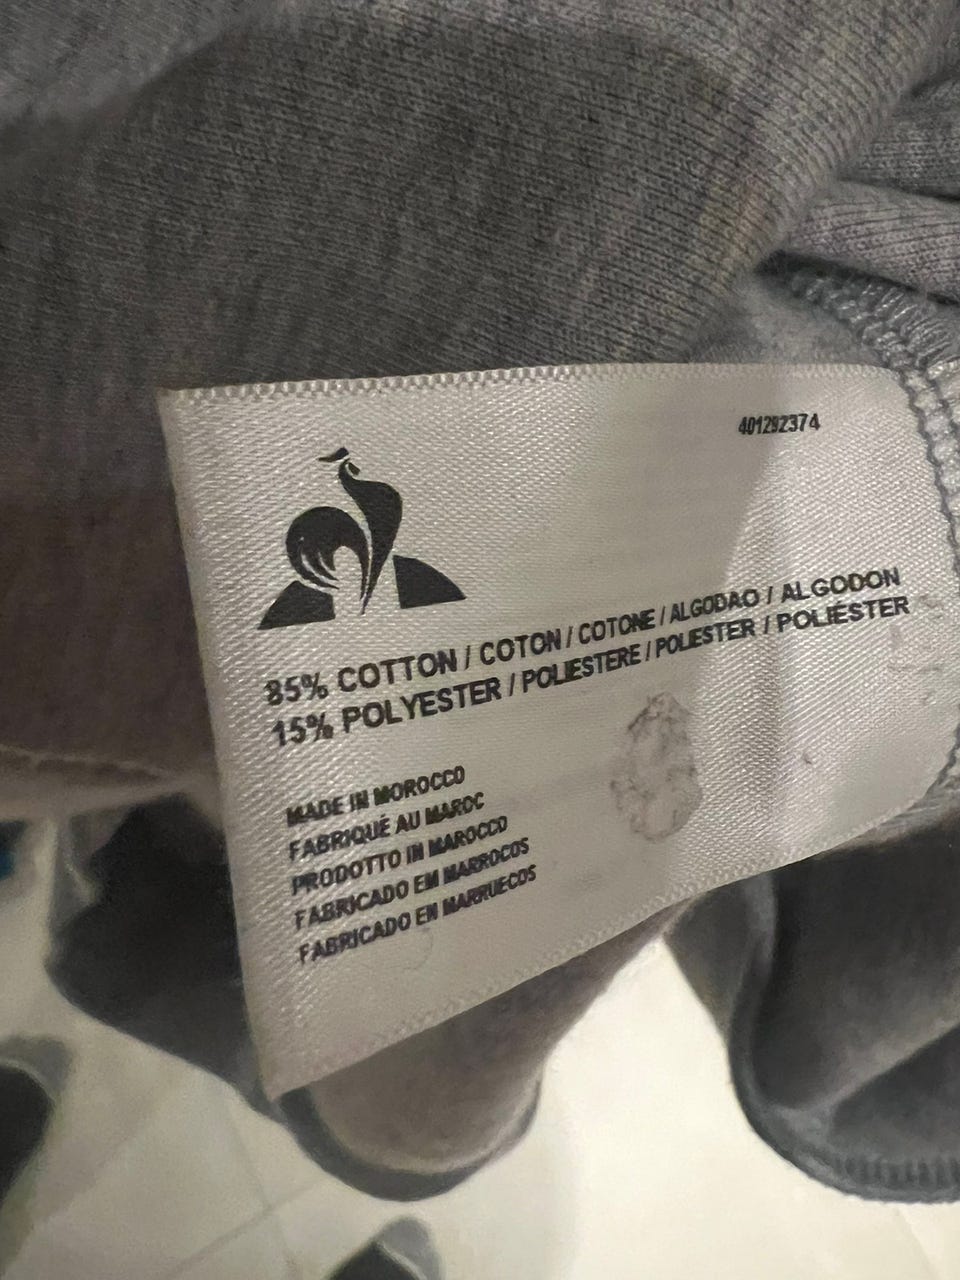 401292374
85% COTTON / COTON / COTONE / ALGODAO / ALGODON
15% POLYESTER / POLIESTERE / POLIESTER / POLIÉSTER
MADE IN MOROCCO
FABRIQUÉ AU MAROC
PRODOTTO IN MAROCCO
FABRICADO EM MARROCOS
FABRICADO EN MARRUECOS